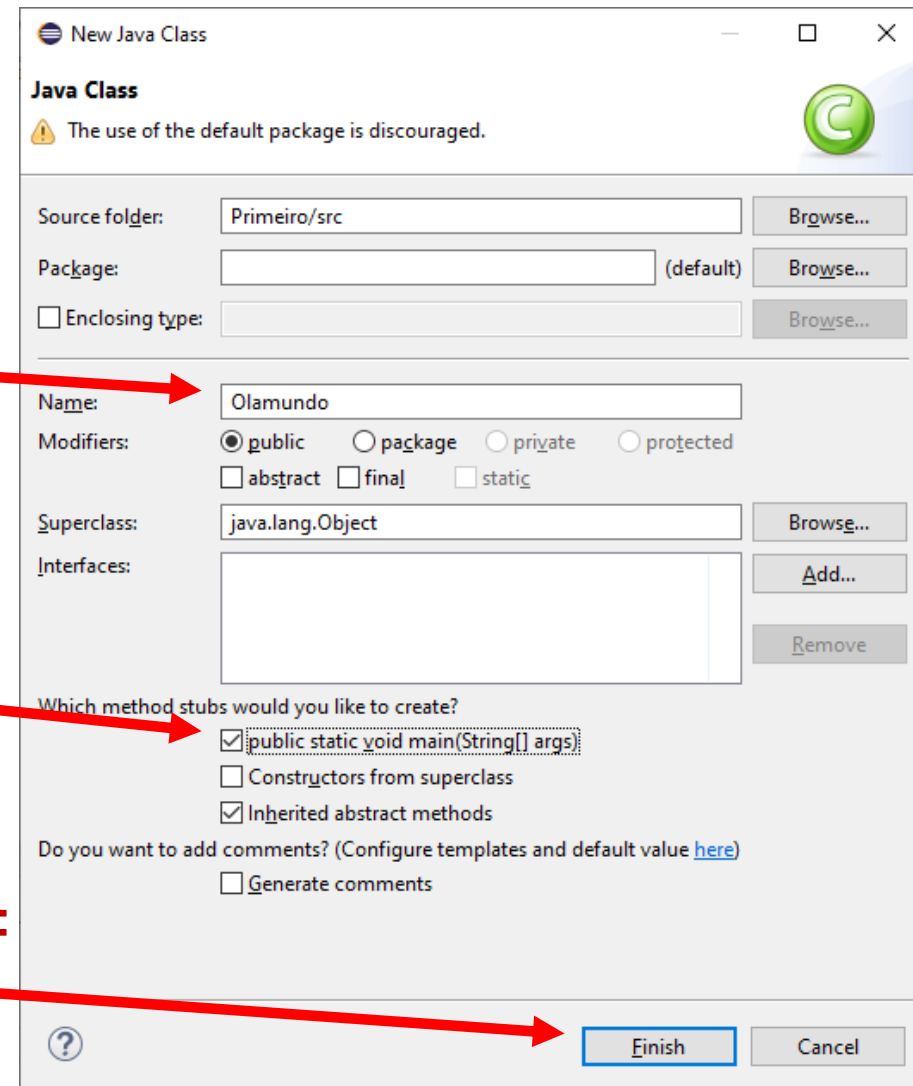 New Java Class
Java Class
The use of the default package is discouraged.
Source folder: Primeiro/src Browse...
Package: (default) Browse...
Enclosing type: Browse...
Name: Olamundo
Modifiers: public package private protected
abstract final static
Superclass: java.lang.Object Browse...
Interfaces: Add...
Remove
Which method stubs would you like to create?
public static void main(String[] args)
Constructors from superclass
Inherited abstract methods
Do you want to add comments? (Configure templates and default value here)
Generate comments
:
? Finish Cancel